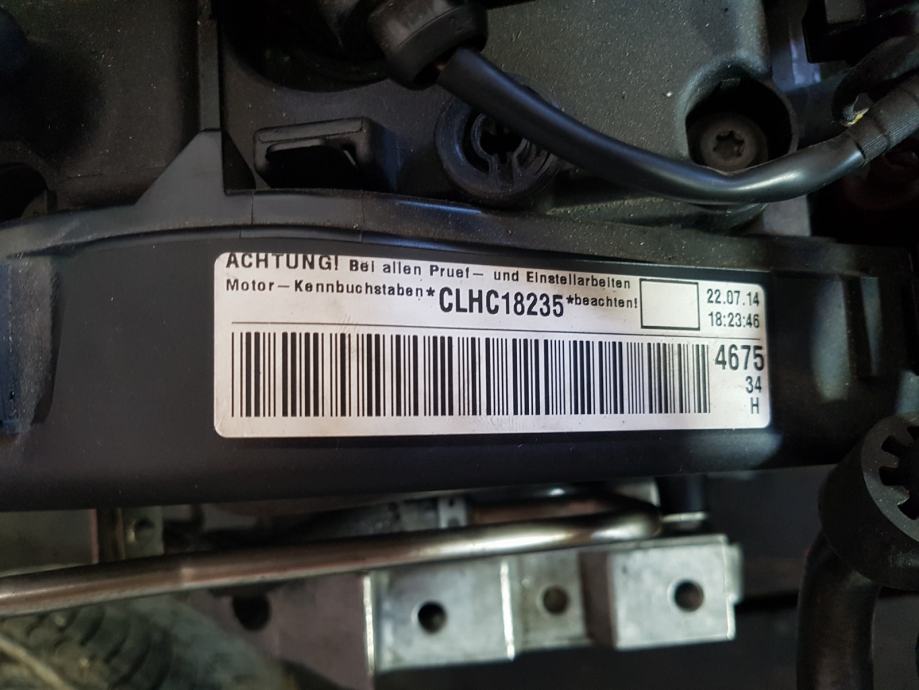 ACHTUNG! Bei allen Pruef- und Einstellarbeiten
Motor-Kennbuchstaben*CLHC18235*beachten!
22.07.14
18:23:46
4675
34
H